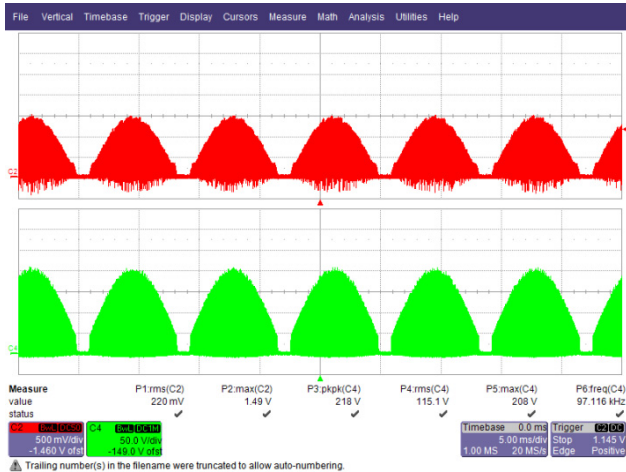 File Vertical Timebase Trigger Display Cursors Measure Math Analysis Utilities Help
C2
C4
Measure P1:rms(C2) P2:max(C2) P3:pkpk(C4) P4:rms(C4) P5:max(C4) P6:freq(C4)
value 220 mV 1.49 V 218 V 115.1 V 208 V 97.116 kHz
status
C2 BwL DC50 C4 BwL DC1M Timebase 0.0 ms Trigger C2 DC
500 mV/div 50.0 V/div 5.00 ms/div Stop 1.145 V
-1.460 V ofst -149.0 V ofst 1.00 MS 20 MS/s Edge Positive
Trailing number(s) in the filename were truncated to allow auto-numbering.